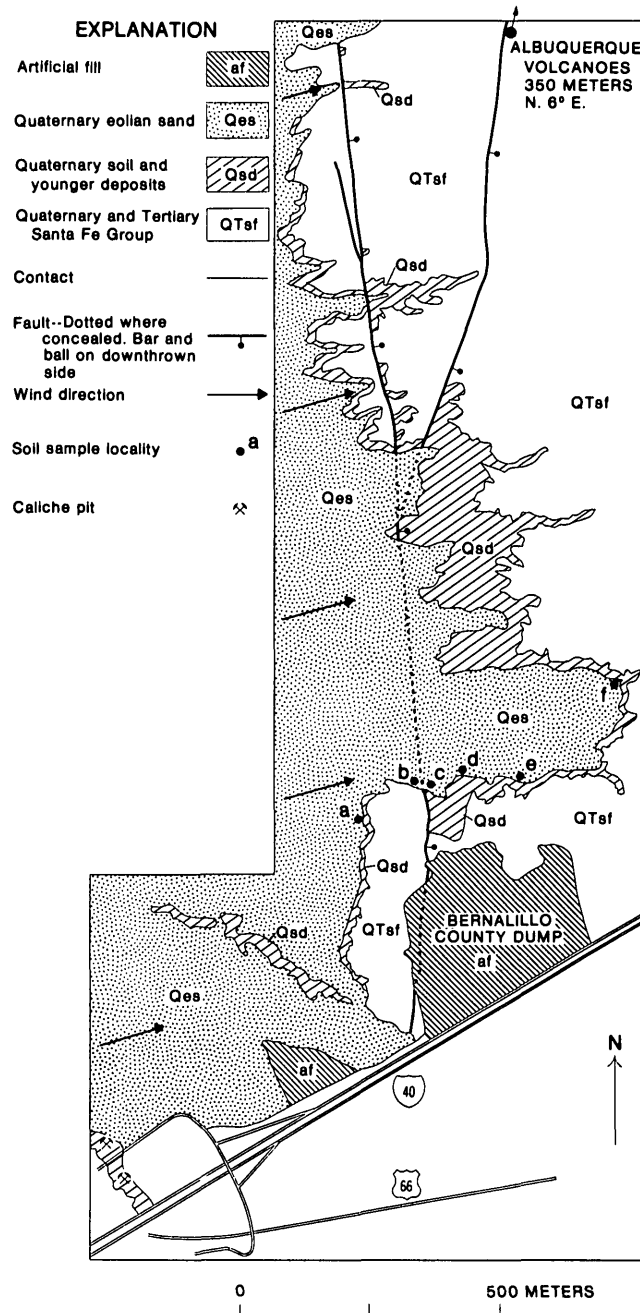 EXPLANATION
Artificial fill
af
Quaternary eolian sand
Qes
Quaternary soil and
younger deposits
Qsd
Quaternary and Tertiary
Santa Fe Group
QTsf
Contact
Fault--Dotted where
concealed. Bar and
ball on downthrown
side
Wind direction
Soil sample locality
a
Caliche pit
Qes
ALBUQUERQUE
VOLCANOES
350 METERS
N. 6° E.
Qsd
QTsf
Qsd
QTsf
Qes
Qsd
f
Qes
b
c
d
e
a
Qsd
QTsf
Qsd
QTsf
BERNALILLO
COUNTY DUMP
af
Qsd
Qes
af
N
40
66
0
500 METERS